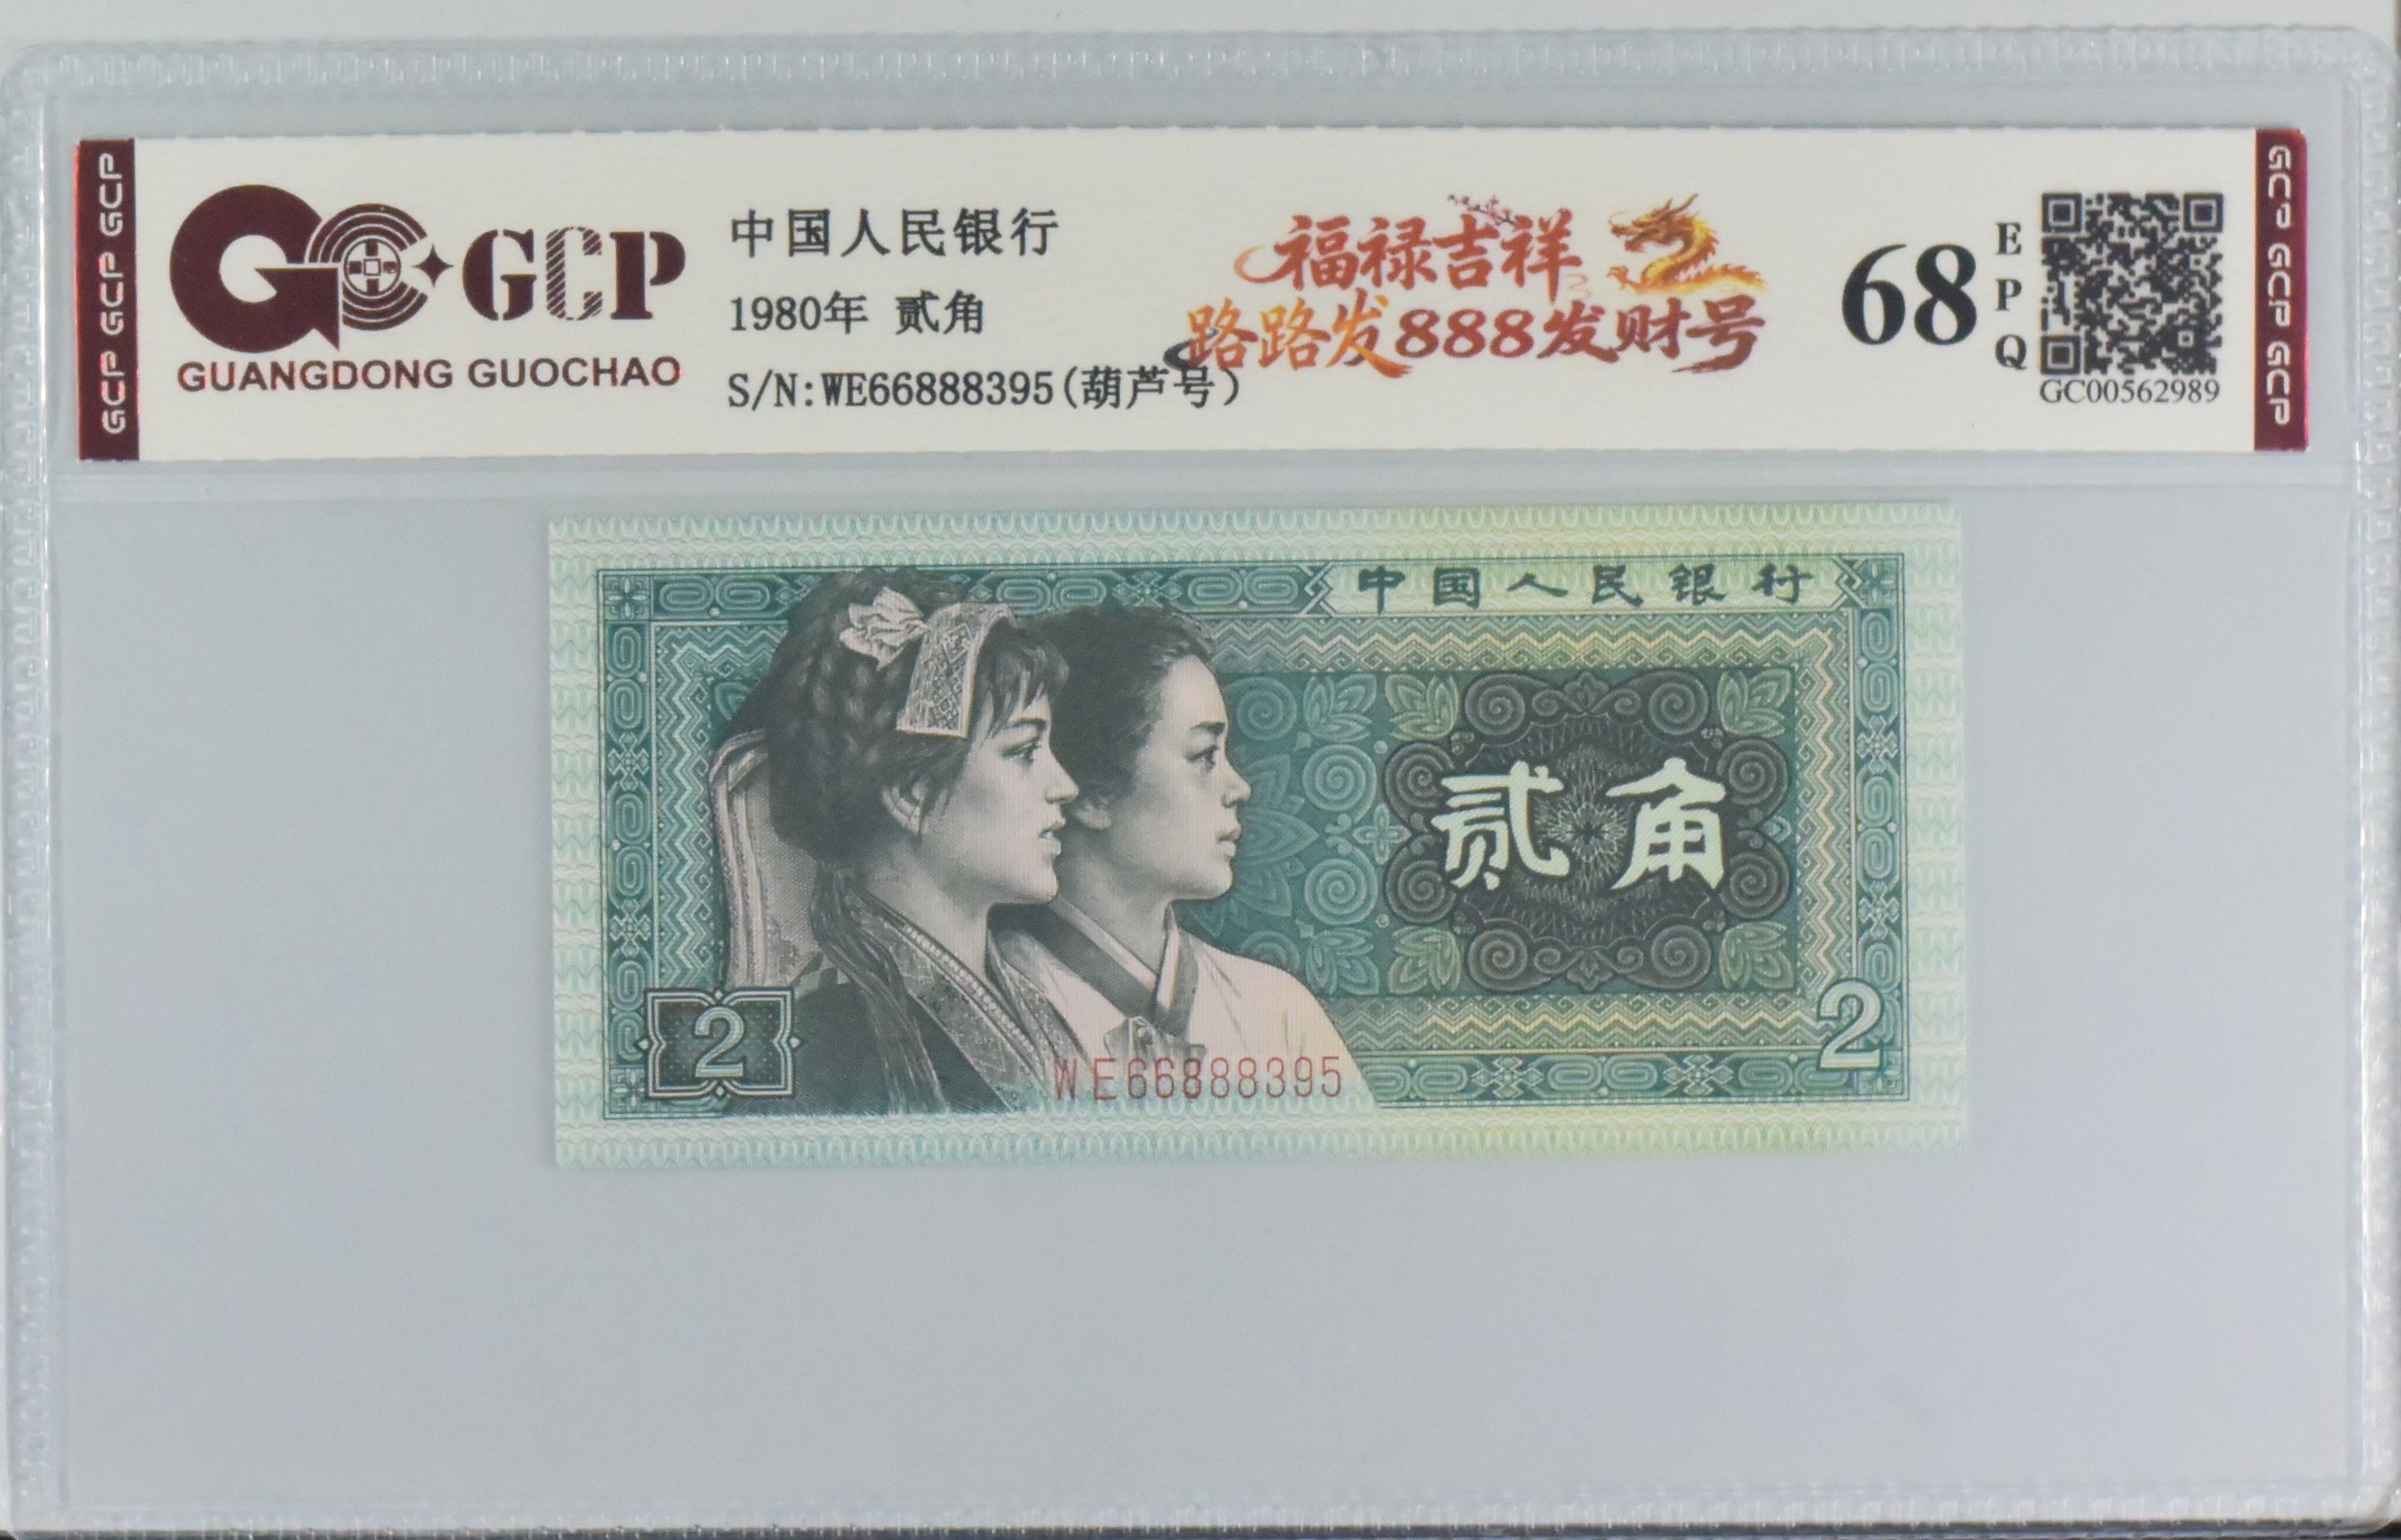 GCP GCP GCP
GCP
GUANGDONG GUOCHAO
中国人民银行
1980年 贰角
S/N:WE66888395(葫芦号)
福禄吉祥
路路发888发财号
68
EPQ
GC00562989
GCP GCP GCP
中国人民银行
贰角
2
WE66888395
2